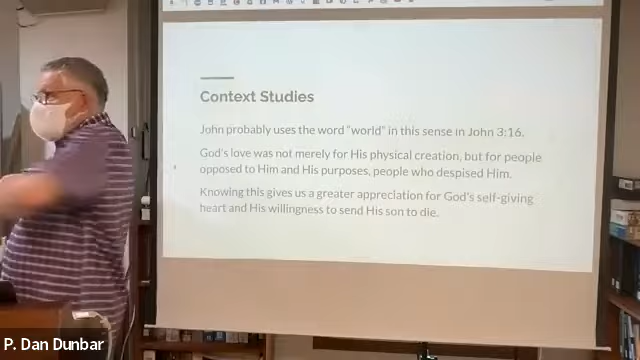 Context Studies
John probably uses the word "world" in this sense in John 3:16.
God's love was not merely for His physical creation, but for people
opposed to Him and His purposes, people who despised Him.
Knowing this gives us a greater appreciation for God's self-giving
heart and His willingness to send His son to die.
P. Dan Dunbar